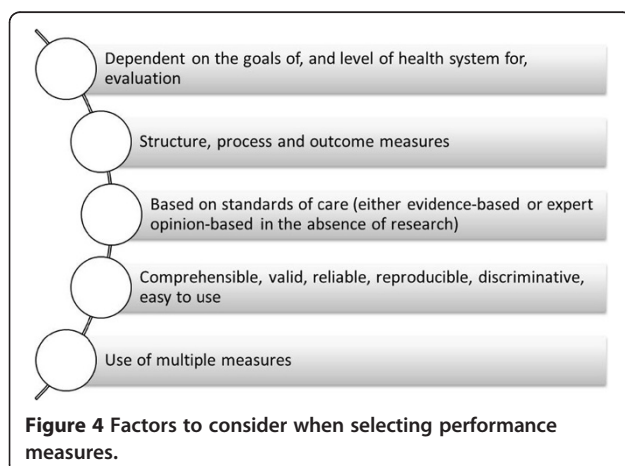 Dependent on the goals of, and level of health system for,
evaluation
Structure, process and outcome measures
Based on standards of care (either evidence-based or expert
opinion-based in the absence of research)
Comprehensible, valid, reliable, reproducible, discriminative,
easy to use
Use of multiple measures
Figure 4 Factors to consider when selecting performance
measures.